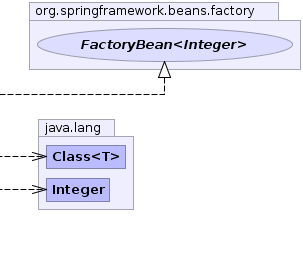 org.springframework.beans.factory
FactoryBean<Integer>
java.lang
Class<T>
Integer